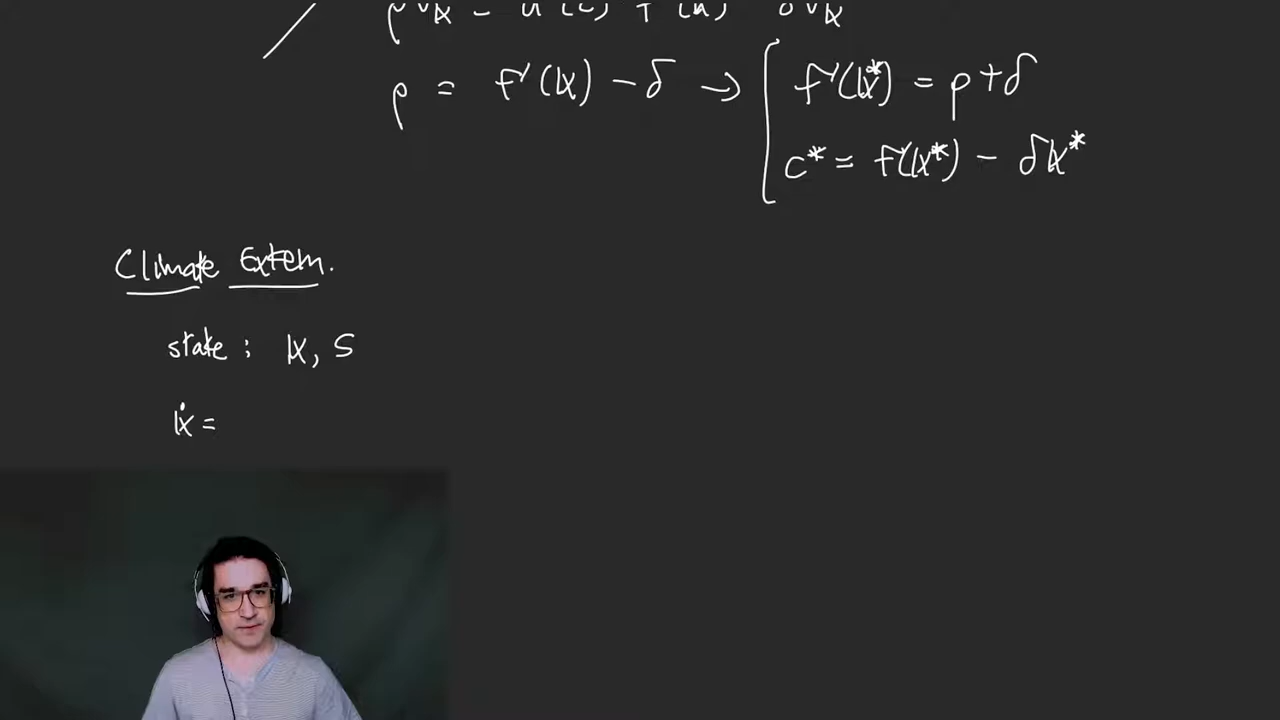 ρ = f'(k) - δ → f'(k*) = ρ + δ
c* = f(k*) - δk*
Climate Extern.
state : k, S
k̇ =